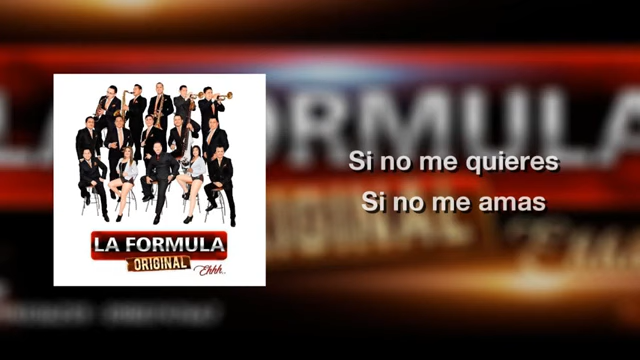 LA FORMULA
ORIGINAL
Ehhh..
Si no me quieres
Si no me amas